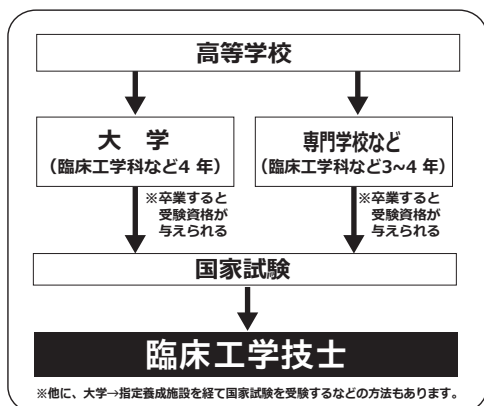 高等学校
大 学
(臨床工学科など4 年)
専門学校など
(臨床工学科など3~4 年)
※卒業すると
受験資格が
与えられる
※卒業すると
受験資格が
与えられる
国家試験
臨床工学技士
※他に、大学→指定養成施設を経て国家試験を受験するなどの方法もあります。